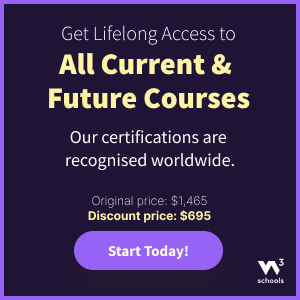 Get Lifelong Access to
All Current &
Future Courses
Our certifications are
recognised worldwide.
Original price: $1,465
Discount price: $695
Start Today!
w3
schools